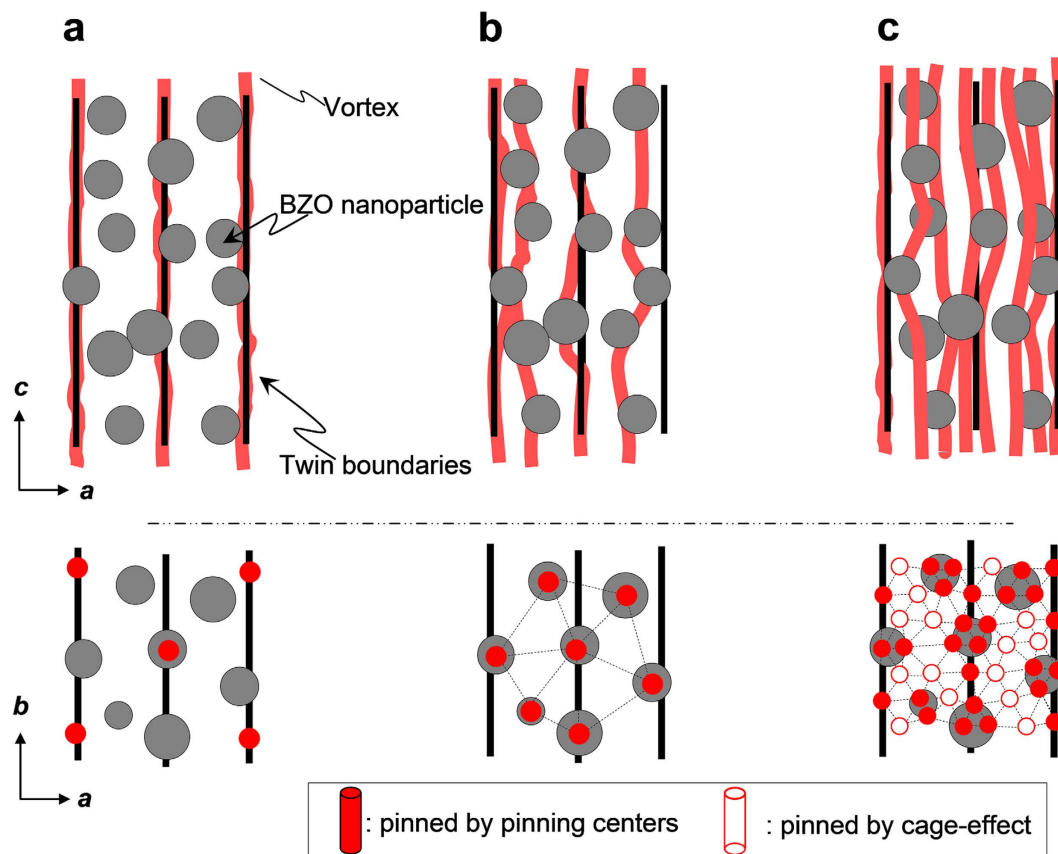 a
b
c
Vortex
BZO nanoparticle
Twin boundaries
c
a
b
a
: pinned by pinning centers
: pinned by cage-effect